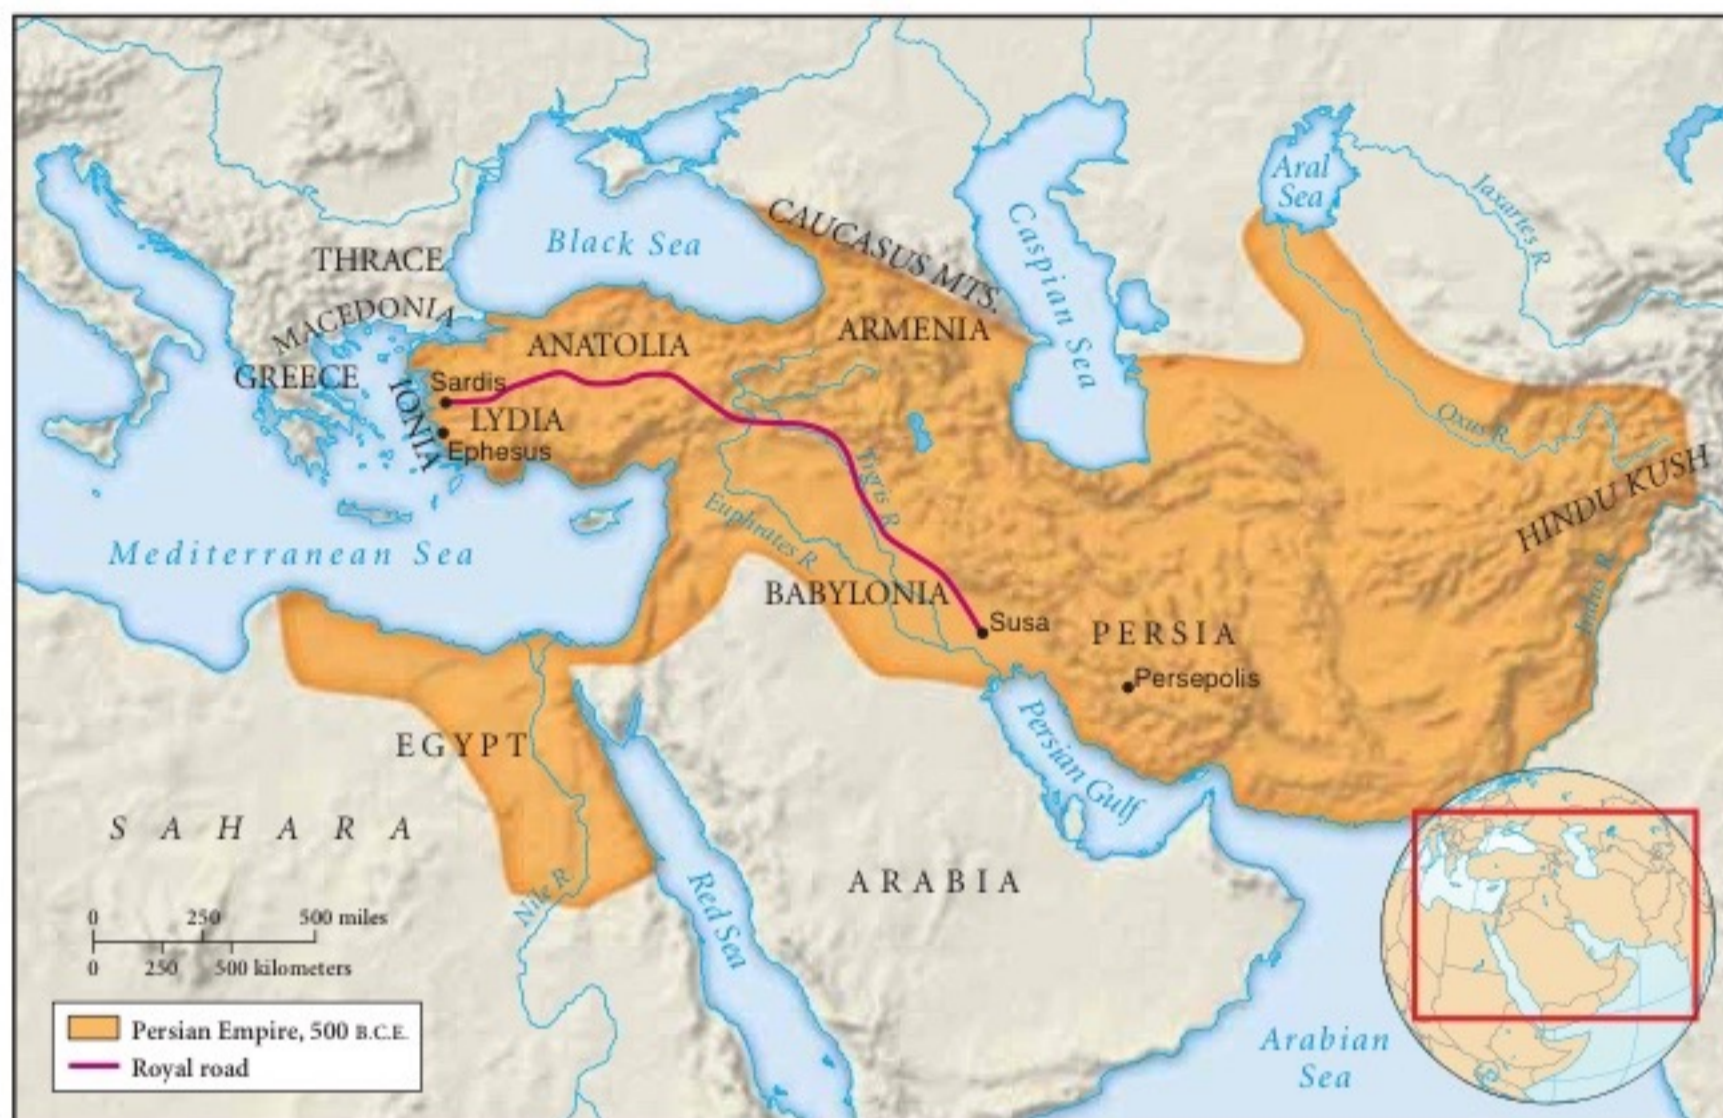 Aral
Sea
Jaxartes R.
CAUCASUS MTS.
Caspian Sea
Black Sea
THRACE
MACEDONIA
ARMENIA
ANATOLIA
GREECE
Sardis
IONIA
LYDIA
Ephesus
Oxus R.
HINDU KUSH
Tigris R.
Euphrates R.
Mediterranean Sea
BABYLONIA
Indus R.
Susa
PERSIA
Persepolis
EGYPT
Persian Gulf
SAHARA
ARABIA
Nile R.
Red Sea
0 250 500 miles
0 250 500 kilometers
Persian Empire, 500 B.C.E.
Royal road
Arabian
Sea